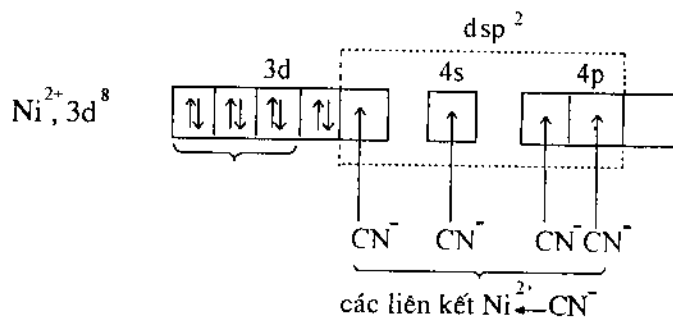 dsp²
3d 4s 4p
Ni²⁺, 3d⁸
CN⁻ CN⁻ CN⁻ CN⁻
các liên kết Ni²⁺←CN⁻